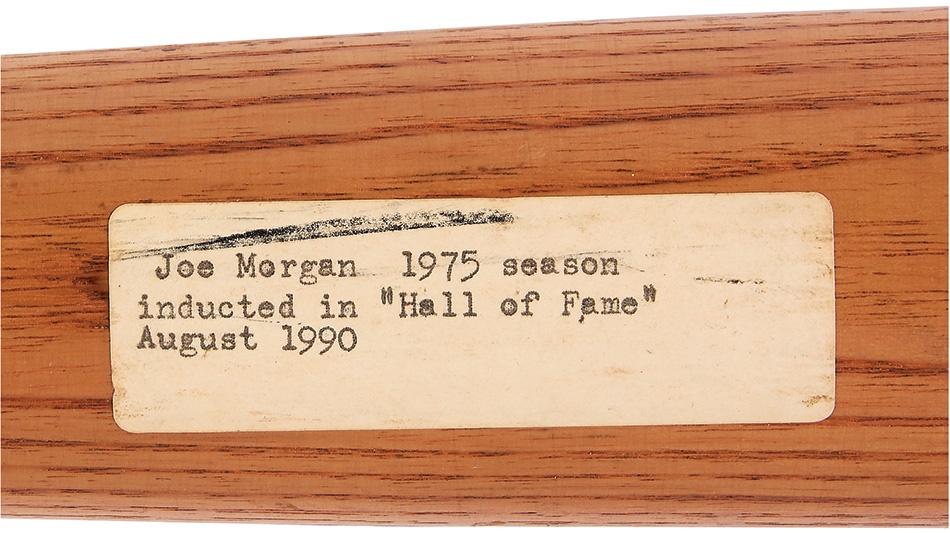 Joe Morgan 1975 season
inducted in "Hall of Fame"
August 1990